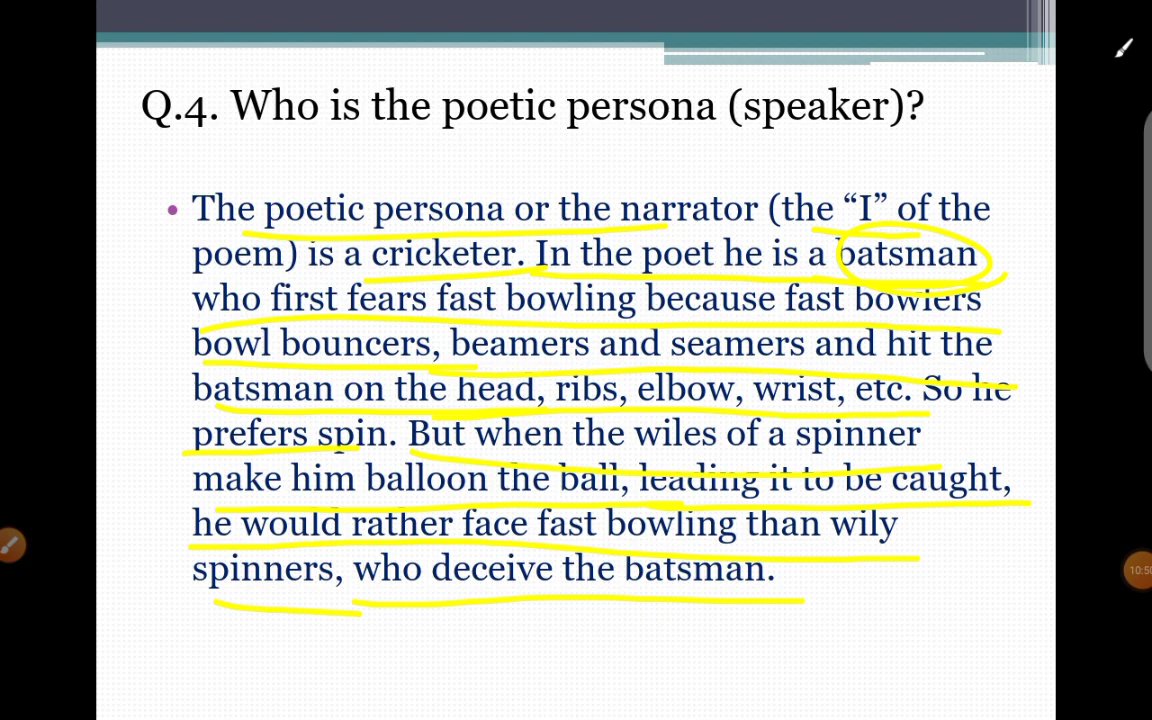 Q.4. Who is the poetic persona (speaker)?
• The poetic persona or the narrator (the “I” of the
poem) is a cricketer. In the poet he is a batsman
who first fears fast bowling because fast bowlers
bowl bouncers, beamers and seamers and hit the
batsman on the head, ribs, elbow, wrist, etc. So he
prefers spin. But when the wiles of a spinner
make him balloon the ball, leading it to be caught,
he would rather face fast bowling than wily
spinners, who deceive the batsman.
10:50